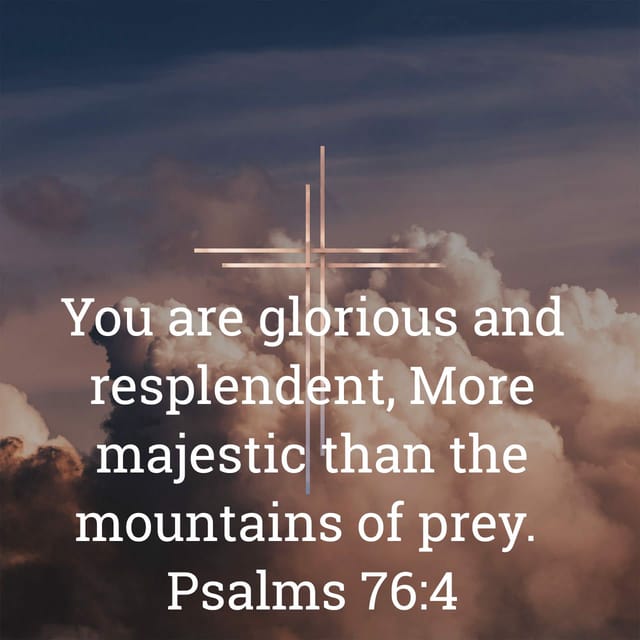 You are glorious and
resplendent, More
majestic than the
mountains of prey.
Psalms 76:4